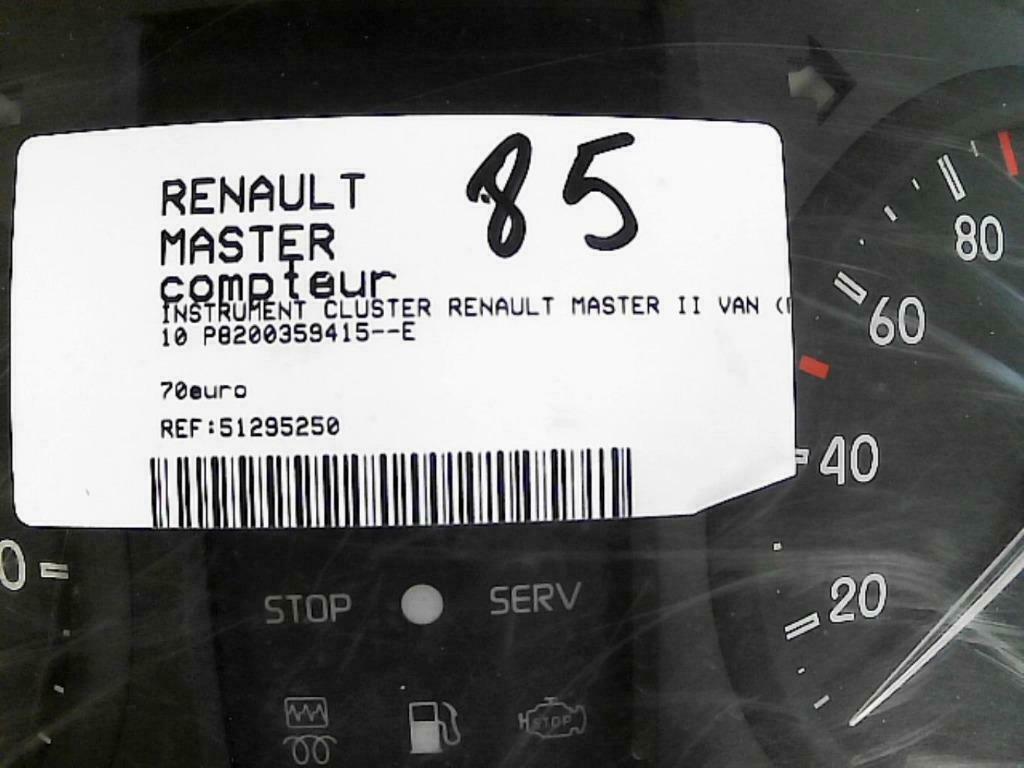 85
RENAULT
MASTER
compteur
INSTRUMENT CLUSTER RENAULT MASTER II VAN (
10 P8200359415--E
70euro
REF:51295250
80
60
40
20
0
STOP SERV
STOP